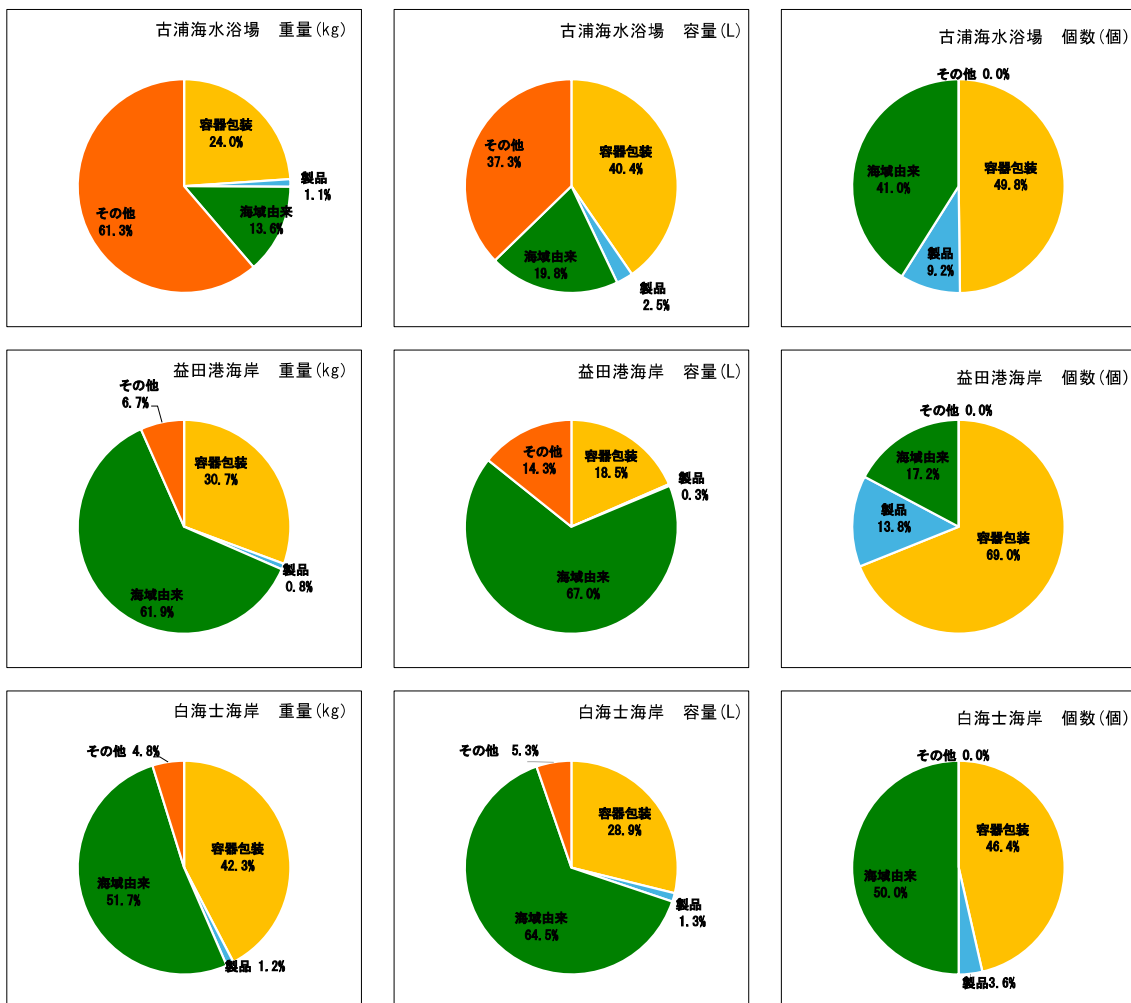 古浦海水浴場　重量(kg)
容器包装
24.0%
製品
1.1%
海域由来
13.6%
その他
61.3%
古浦海水浴場　容量(L)
容器包装
40.4%
製品
2.5%
海域由来
19.8%
その他
37.3%
古浦海水浴場　個数(個)
その他 0.0%
容器包装
49.8%
製品
9.2%
海域由来
41.0%
益田港海岸　重量(kg)
その他
6.7%
容器包装
30.7%
製品
0.8%
海域由来
61.9%
益田港海岸　容量(L)
その他
14.3%
容器包装
18.5%
製品
0.3%
海域由来
67.0%
益田港海岸　個数(個)
その他 0.0%
海域由来
17.2%
製品
13.8%
容器包装
69.0%
白海士海岸　重量(kg)
その他 4.8%
容器包装
42.3%
海域由来
51.7%
製品 1.2%
白海士海岸　容量(L)
その他　5.3%
容器包装
28.9%
製品
1.3%
海域由来
64.5%
白海士海岸　個数(個)
その他 0.0%
容器包装
46.4%
海域由来
50.0%
製品3.6%